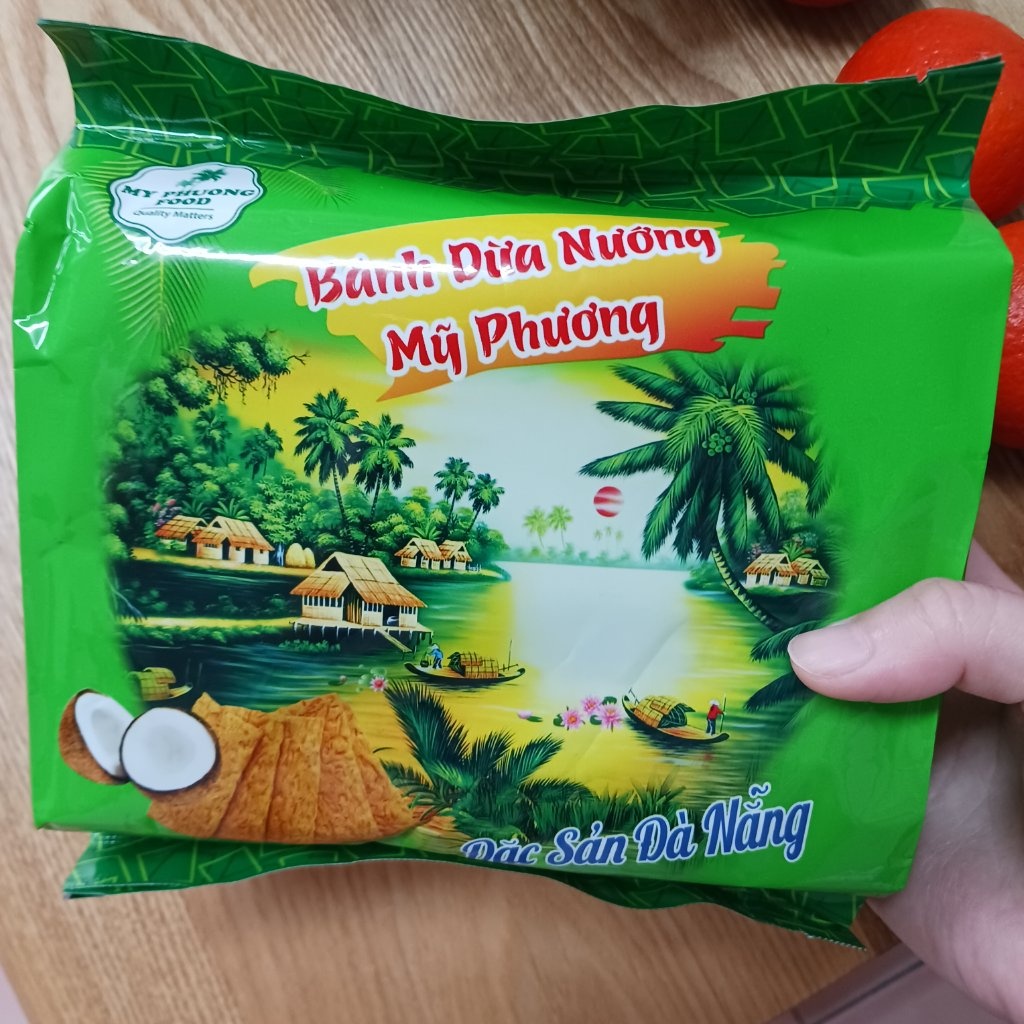 MY PHUONG
FOOD
Quality Matters
Bánh Dừa Nướng
Mỹ Phương
Đặc Sản Đà Nẵng